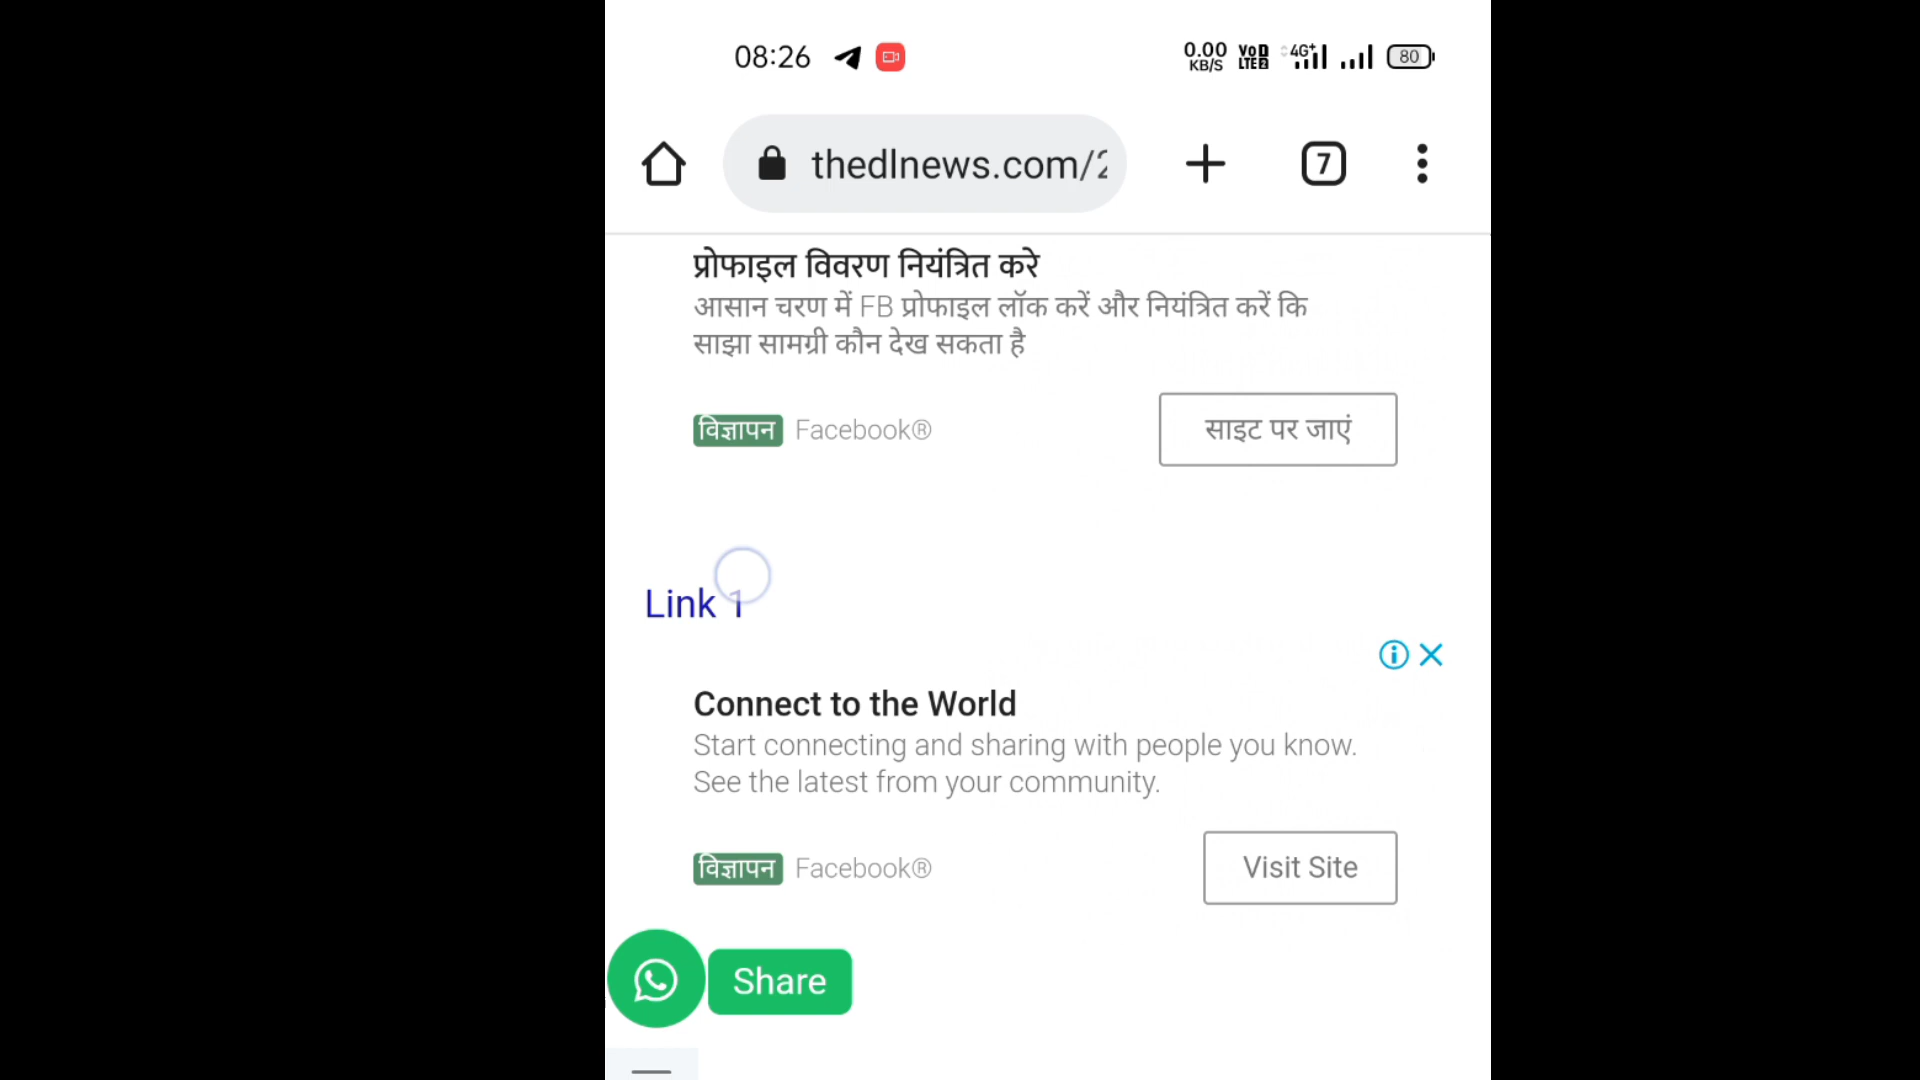 08:26
0.00
KB/S
VoD
LTE2
4G+
80
thedlnews.com/2
7
प्रोफाइल विवरण नियंत्रित करे
आसान चरण में FB प्रोफाइल लॉक करें और नियंत्रित करें कि
साझा सामग्री कौन देख सकता है
विज्ञापन Facebook®
साइट पर जाएं
Link 1
Connect to the World
Start connecting and sharing with people you know.
See the latest from your community.
विज्ञापन Facebook®
Visit Site
Share